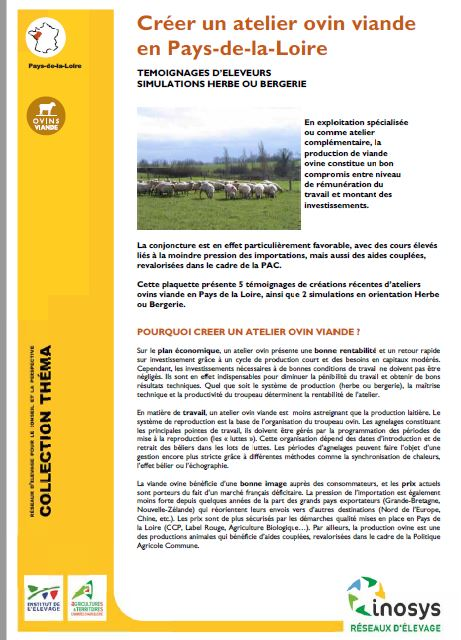 Créer un atelier ovin viande
en Pays-de-la-Loire
Pays-de-la-Loire
TEMOIGNAGES D'ELEVEURS
SIMULATIONS HERBE OU BERGERIE
OVINS
VIANDE
En exploitation spécialisée
ou comme atelier
complémentaire, la
production de viande
ovine constitue un bon
compromis entre niveau
de rémunération du
travail et montant des
investissements.
La conjoncture est en effet particulièrement favorable, avec des cours élevés
liés à la moindre pression des importations, mais aussi des aides couplées,
revalorisées dans le cadre de la PAC.
Cette plaquette présente 5 témoignages de créations récentes d'ateliers
ovins viande en Pays de la Loire, ainsi que 2 simulations en orientation Herbe
ou Bergerie.
POURQUOI CREER UN ATELIER OVIN VIANDE ?
Sur le plan économique, un atelier ovin présente une bonne rentabilité et un retour rapide
sur investissement grâce à un cycle de production court et des besoins en capitaux modérés.
Cependant, les investissements nécessaires à de bonnes conditions de travail ne doivent pas être
négligés. Ils sont en effet indispensables pour diminuer la pénibilité du travail et obtenir de bons
résultats techniques. Quel que soit le système de production (herbe ou bergerie), la maîtrise
technique et la productivité du troupeau déterminent la rentabilité de l'atelier.
En matière de travail, un atelier ovin viande est moins astreignant que la production laitière. Le
système de reproduction est la base de l'organisation du troupeau ovin. Les agnelages constituant
les principales pointes de travail, ils doivent être gérés par la programmation des périodes de
mise à la reproduction (les « luttes »). Cette organisation dépend des dates d'introduction et de
retrait des béliers dans les lots de luttes. Les périodes d'agnelages peuvent faire l'objet d'une
gestion encore plus stricte grâce à différentes méthodes comme la synchronisation de chaleurs,
l'effet bélier ou l'échographie.
La viande ovine bénéficie d'une bonne image auprès des consommateurs, et les prix actuels
sont porteurs du fait d'un marché français déficitaire. La pression de l'importation est également
moins forte depuis quelques années de la part des grands pays exportateurs (Grande-Bretagne,
Nouvelle-Zélande) qui réorientent leurs envois vers d'autres destinations (Nord de l'Europe,
Chine, etc.). Les prix sont de plus sécurisés par les démarches qualité mises en place en Pays de
la Loire (CCP, Label Rouge, Agriculture Biologique...). Par ailleurs, la production ovine est une
des productions animales qui bénéficie d'aides couplées, revalorisées dans le cadre de la Politique
Agricole Commune.
RÉSEAUX D'ÉLEVAGE POUR LE CONSEIL ET LA PROSPECTIVE
COLLECTION THÉMA
INSTITUT DE
L'ELEVAGE
AGRICULTURES
& TERRITOIRES
CHAMBRES D'AGRICULTURE
inosys
RÉSEAUX D'ÉLEVAGE